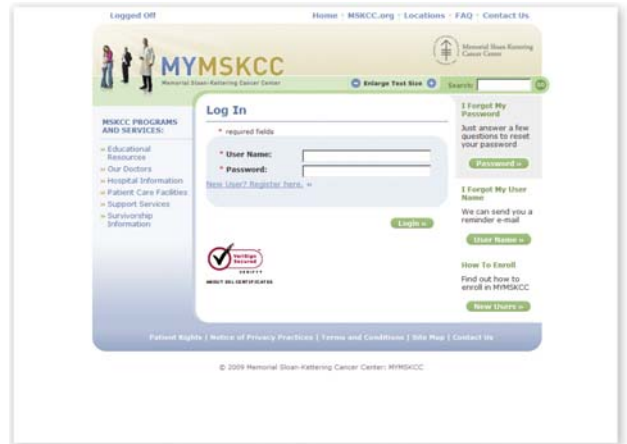 Logged Off
Home · MSKCC.org · Locations · FAQ · Contact Us
MYMSKCC
Memorial Sloan-Kettering Cancer Center
Memorial Sloan-Kettering
Cancer Center
Enlarge Text Size
Search:
MSKCC PROGRAMS
AND SERVICES:
Educational
Resources
Our Doctors
Hospital Information
Patient Care Facilities
Support Services
Survivorship
Information
Log In
* required fields
* User Name:
* Password:
New User? Register here. »
Login »
VeriSign
Secured
VERIFY
ABOUT SSL CERTIFICATES
I Forgot My
Password
Just answer a few
questions to reset
your password
Password »
I Forgot My User
Name
We can send you a
reminder e-mail
User Name »
How To Enroll
Find out how to
enroll in MYMSKCC
New Users »
Patient Rights | Notice of Privacy Practices | Terms and Conditions | Site Map | Contact Us
© 2009 Memorial Sloan-Kettering Cancer Center: MYMSKCC